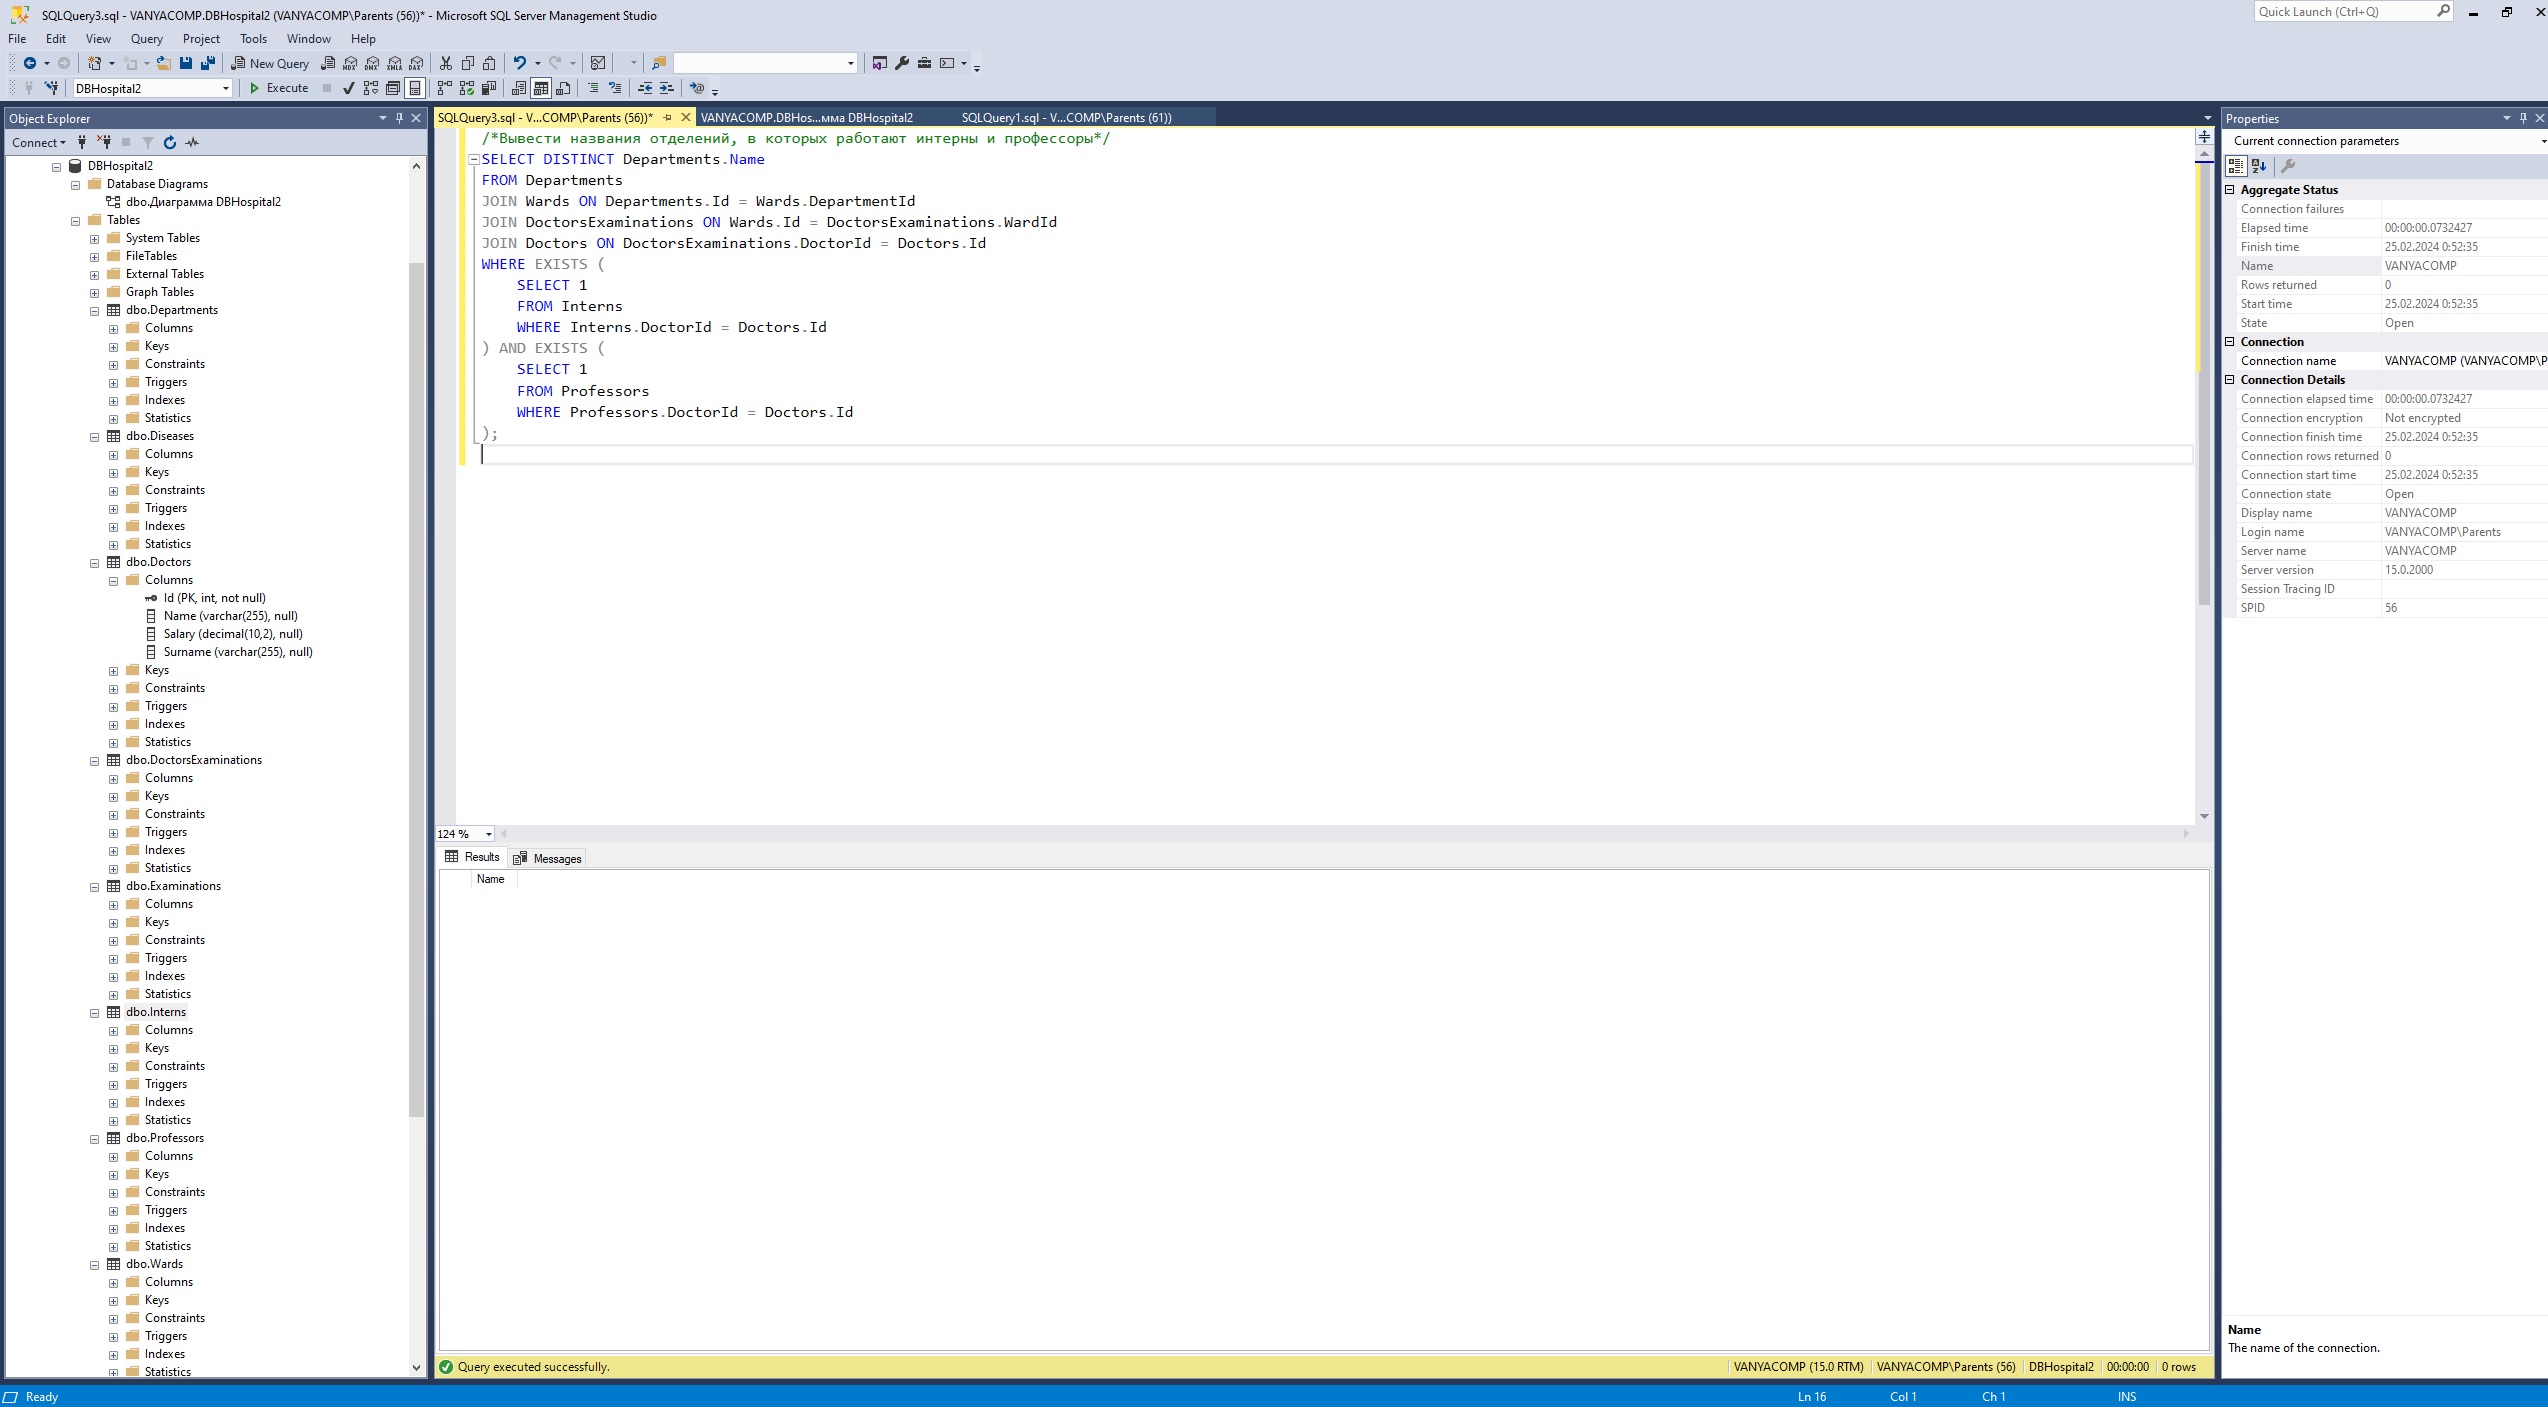 SQLQuery3.sql - VANYACOMP.DBHospital2 (VANYACOMP\Parents (56))* - Microsoft SQL Server Management Studio
Quick Launch (Ctrl+Q)
File Edit View Query Project Tools Window Help
New Query
DBHospital2 Execute
Object Explorer
Connect
DBHospital2
Database Diagrams
dbo.Диаграмма DBHospital2
Tables
System Tables
FileTables
External Tables
Graph Tables
dbo.Departments
Columns
Keys
Constraints
Triggers
Indexes
Statistics
dbo.Diseases
Columns
Keys
Constraints
Triggers
Indexes
Statistics
dbo.Doctors
Columns
Id (PK, int, not null)
Name (varchar(255), null)
Salary (decimal(10,2), null)
Surname (varchar(255), null)
Keys
Constraints
Triggers
Indexes
Statistics
dbo.DoctorsExaminations
Columns
Keys
Constraints
Triggers
Indexes
Statistics
dbo.Examinations
Columns
Keys
Constraints
Triggers
Indexes
Statistics
dbo.Interns
Columns
Keys
Constraints
Triggers
Indexes
Statistics
dbo.Professors
Columns
Keys
Constraints
Triggers
Indexes
Statistics
dbo.Wards
Columns
Keys
Constraints
Triggers
Indexes
Statistics
SQLQuery3.sql - V...COMP\Parents (56))* VANYACOMP.DBHos...мма DBHospital2 SQLQuery1.sql - V...COMP\Parents (61))
/*Вывести названия отделений, в которых работают интерны и профессоры*/
SELECT DISTINCT Departments.Name
FROM Departments
JOIN Wards ON Departments.Id = Wards.DepartmentId
JOIN DoctorsExaminations ON Wards.Id = DoctorsExaminations.WardId
JOIN Doctors ON DoctorsExaminations.DoctorId = Doctors.Id
WHERE EXISTS (
SELECT 1
FROM Interns
WHERE Interns.DoctorId = Doctors.Id
) AND EXISTS (
SELECT 1
FROM Professors
WHERE Professors.DoctorId = Doctors.Id
);
124 %
Results Messages
Name
Query executed successfully. VANYACOMP (15.0 RTM) VANYACOMP\Parents (56) DBHospital2 00:00:00 0 rows
Properties
Current connection parameters
Aggregate Status
Connection failures
Elapsed time 00:00:00.0732427
Finish time 25.02.2024 0:52:35
Name VANYACOMP
Rows returned 0
Start time 25.02.2024 0:52:35
State Open
Connection
Connection name VANYACOMP (VANYACOMP\P
Connection Details
Connection elapsed time 00:00:00.0732427
Connection encryption Not encrypted
Connection finish time 25.02.2024 0:52:35
Connection rows returned 0
Connection start time 25.02.2024 0:52:35
Connection state Open
Display name VANYACOMP
Login name VANYACOMP\Parents
Server name VANYACOMP
Server version 15.0.2000
Session Tracing ID
SPID 56
Name
The name of the connection.
Ready Ln 16 Col 1 Ch 1 INS